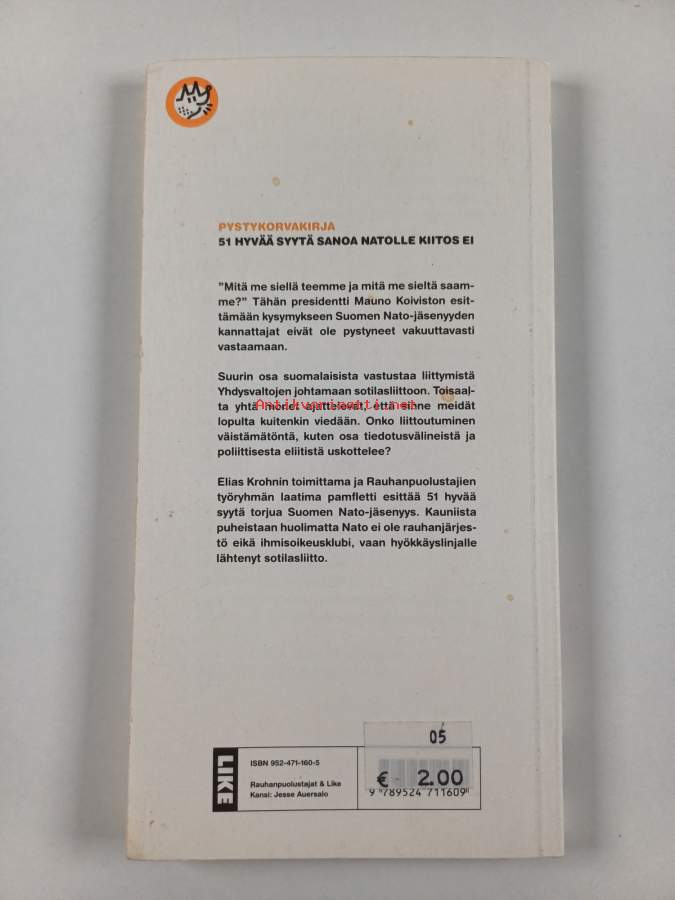 PYSTYKORVAKIRJA
51 HYVÄÄ SYYTÄ SANOA NATOLLE KIITOS EI
”Mitä me siellä teemme ja mitä me sieltä saam-
me?” Tähän presidentti Mauno Koiviston esit-
tämään kysymykseen Suomen Nato-jäsenyyden
kannattajat eivät ole pystyneet vakuuttavasti
vastaamaan.
Suurin osa suomalaisista vastustaa liittymistä
Yhdysvaltojen johtamaan sotilasliittoon. Toisaal-
ta yhtä monet ajattelevat, että sinne meidät
Antikvariaatti.net
lopulta kuitenkin viedään. Onko liittoutuminen
väistämätöntä, kuten osa tiedotusvälineistä ja
poliittisesta eliitistä uskottelee?
Elias Krohnin toimittama ja Rauhanpuolustajien
työryhmän laatima pamfletti esittää 51 hyvää
syytä torjua Suomen Nato-jäsenyys. Kauniista
puheistaan huolimatta Nato ei ole rauhanjärjes-
tö eikä ihmisoikeusklubi, vaan hyökkäyslinjalle
lähtenyt sotilasliitto.
LIKE
ISBN 952-471-160-5
Rauhanpuolustajat & Like
Kansi: Jesse Auersalo
05
€ 2.00
9 789524 711609